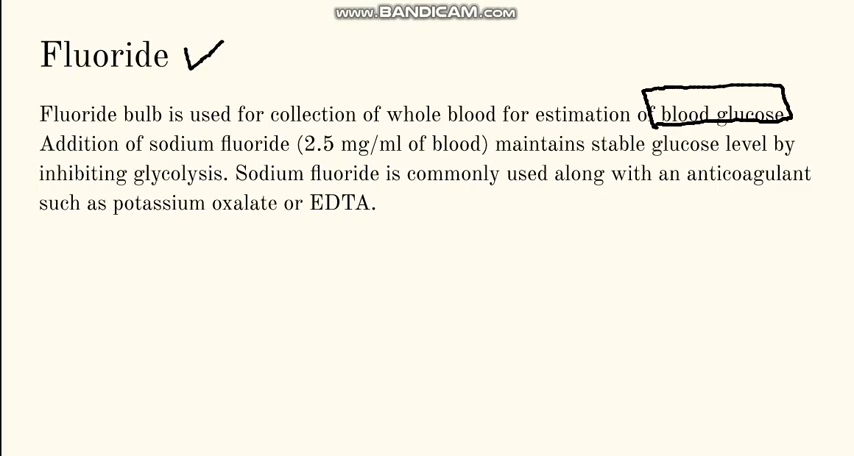 www.BANDICAM.com
Fluoride
Fluoride bulb is used for collection of whole blood for estimation of blood glucose.
Addition of sodium fluoride (2.5 mg/ml of blood) maintains stable glucose level by
inhibiting glycolysis. Sodium fluoride is commonly used along with an anticoagulant
such as potassium oxalate or EDTA.